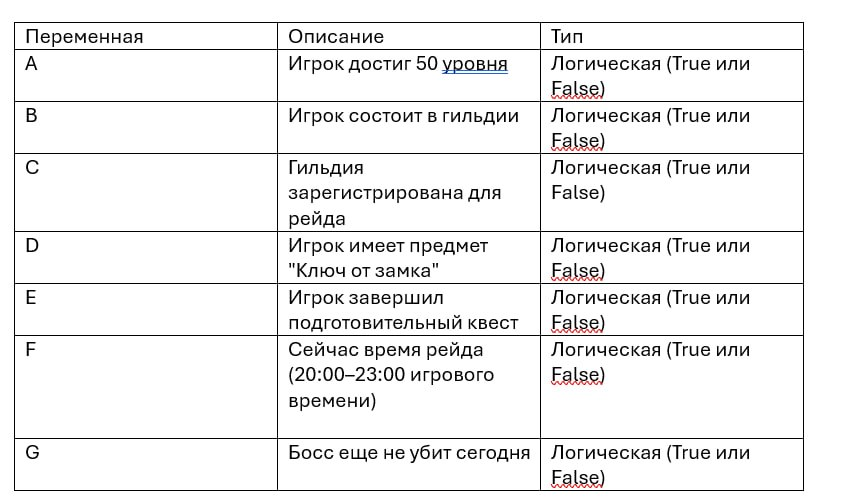 Переменная Описание Тип
A Игрок достиг 50 уровня Логическая (True или
False)
B Игрок состоит в гильдии Логическая (True или
False)
C Гильдия Логическая (True или
зарегистрирована для False)
рейда
D Игрок имеет предмет Логическая (True или
"Ключ от замка" False)
E Игрок завершил Логическая (True или
подготовительный квест False)
F Сейчас время рейда Логическая (True или
(20:00–23:00 игрового False)
времени)
G Босс еще не убит сегодня Логическая (True или
False)